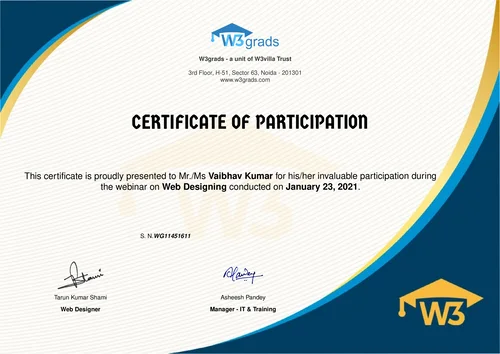 W3grads
W3grads - a unit of W3villa Trust
3rd Floor, H-51, Sector 63, Noida - 201301
www.w3grads.com
CERTIFICATE OF PARTICIPATION
This certificate is proudly presented to Mr./Ms Vaibhav Kumar for his/her invaluable participation during
the webinar on Web Designing conducted on January 23, 2021.
W3
S. N.WG11451611
Tarun Kumar Shami
Asheesh Pandey
Web Designer
Manager - IT & Training
W3